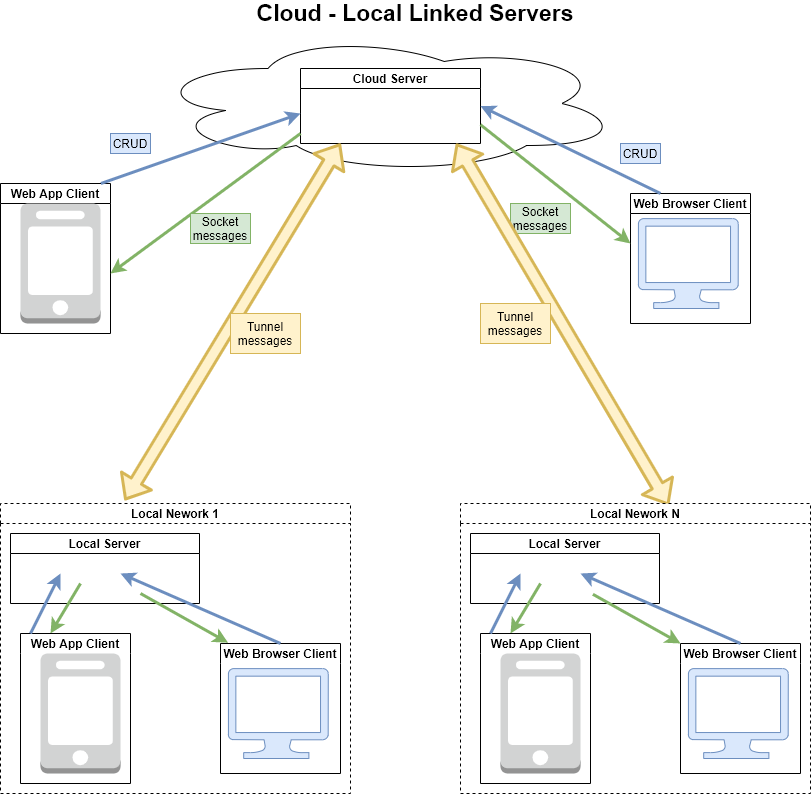 Cloud - Local Linked Servers
Cloud Server
CRUD
CRUD
Web App Client
Web Browser Client
Socket
messages
Socket
messages
Tunnel
messages
Tunnel
messages
Local Nework 1
Local Server
Web App Client
Web Browser Client
Local Nework N
Local Server
Web App Client
Web Browser Client